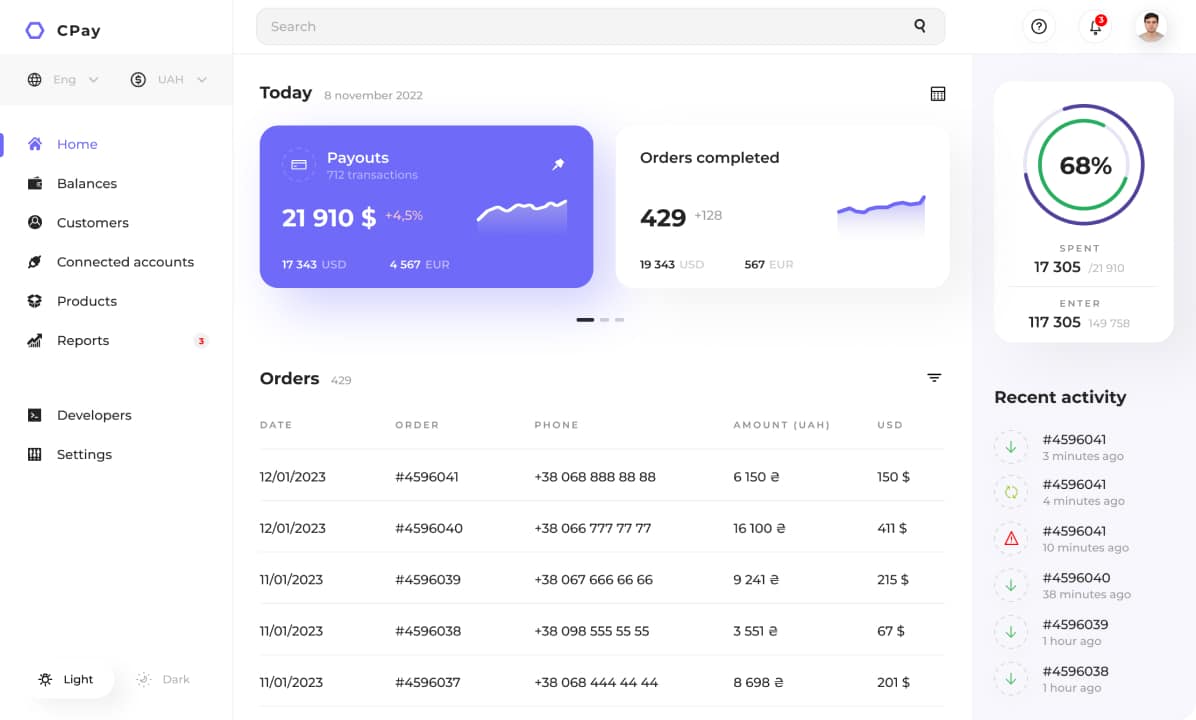 CPay
Search
3
Eng
UAH
Home
Balances
Customers
Connected accounts
Products
Reports 3
Developers
Settings
Light
Dark
Today 8 november 2022
Payouts
712 transactions
21 910 $ +4,5%
17 343 USD 4 567 EUR
Orders completed
429 +128
19 343 USD 567 EUR
Orders 429
DATE ORDER PHONE AMOUNT (UAH) USD
12/01/2023 #4596041 +38 068 888 88 88 6 150 ₴ 150 $
12/01/2023 #4596040 +38 066 777 77 77 16 100 ₴ 411 $
11/01/2023 #4596039 +38 067 666 66 66 9 241 ₴ 215 $
11/01/2023 #4596038 +38 098 555 55 55 3 551 ₴ 67 $
11/01/2023 #4596037 +38 068 444 44 44 8 698 ₴ 201 $
68%
SPENT
17 305 /21 910
ENTER
117 305 149 758
Recent activity
#4596041
3 minutes ago
#4596041
4 minutes ago
#4596041
10 minutes ago
#4596040
38 minutes ago
#4596039
1 hour ago
#4596038
1 hour ago